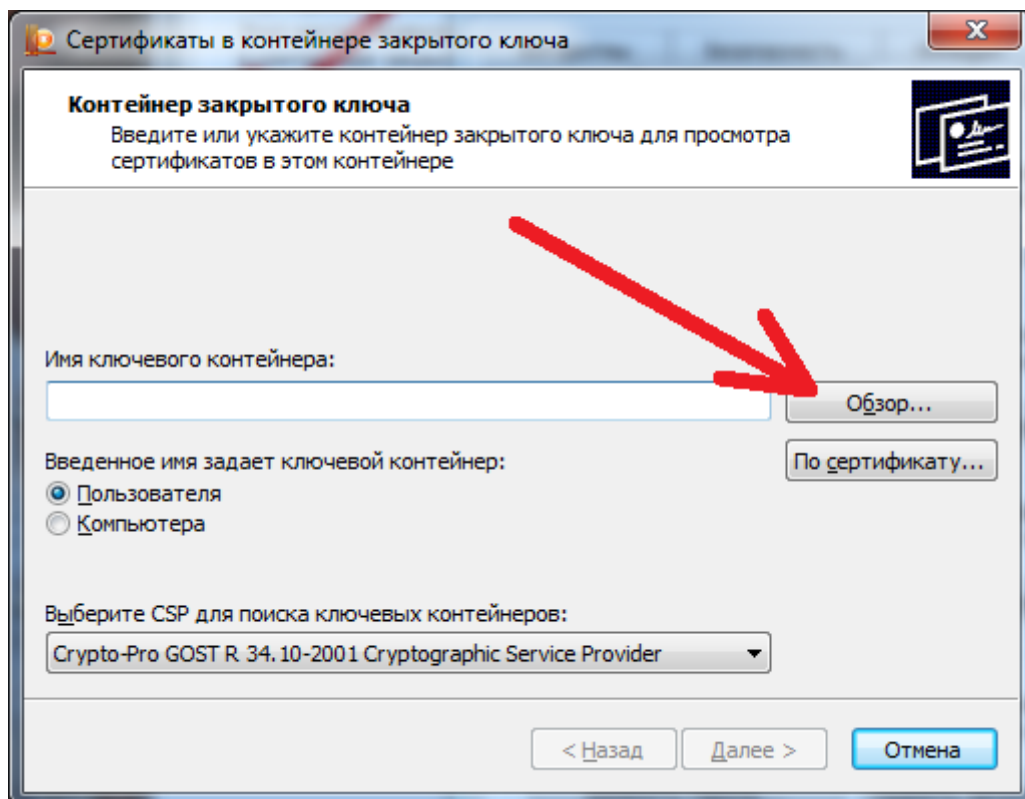 Сертификаты в контейнере закрытого ключа
Контейнер закрытого ключа
Введите или укажите контейнер закрытого ключа для просмотра
сертификатов в этом контейнере
Имя ключевого контейнера:
Обзор...
Введенное имя задает ключевой контейнер:
По сертификату...
Пользователя
Компьютера
Выберите CSP для поиска ключевых контейнеров:
Crypto-Pro GOST R 34.10-2001 Cryptographic Service Provider
< Назад
Далее >
Отмена